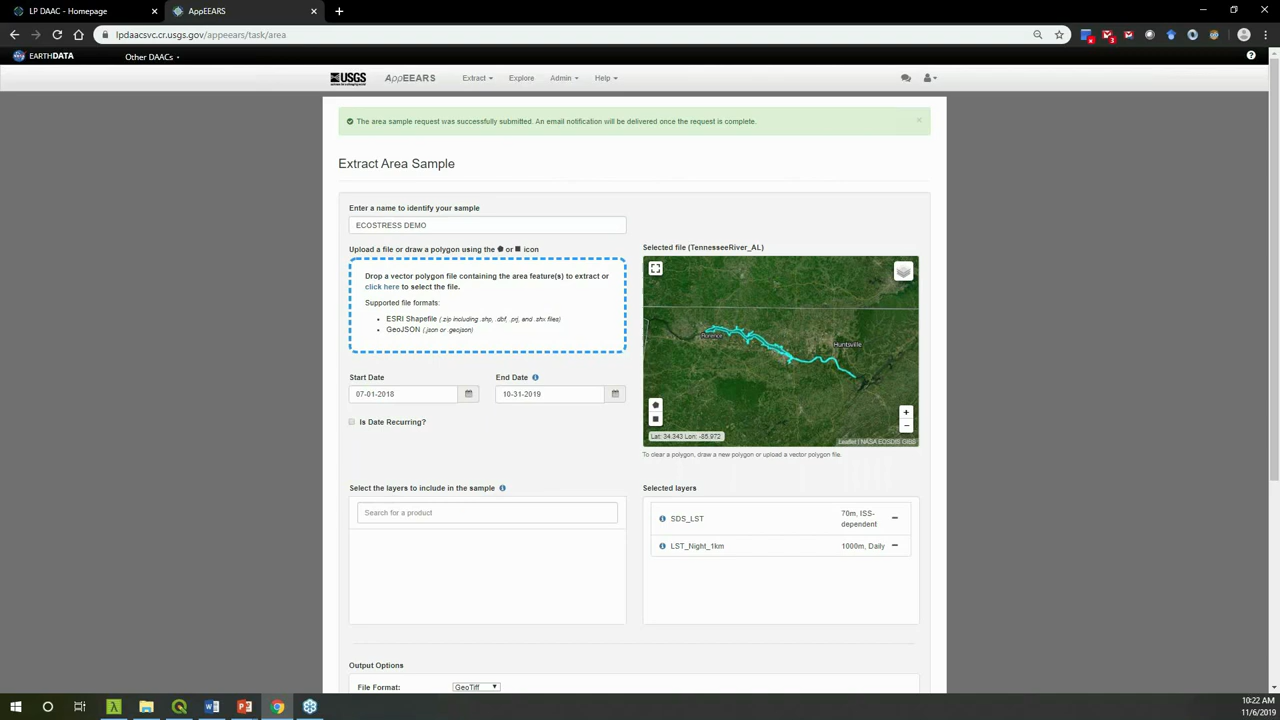 LP DAAC - Homepage
AppEEARS
lpdaacsvc.cr.usgs.gov/appeears/task/area
EARTHDATA
Other DAACs
USGS
AppEEARS
Extract
Explore
Admin
Help
The area sample request was successfully submitted. An email notification will be delivered once the request is complete.
Extract Area Sample
Enter a name to identify your sample
ECOSTRESS DEMO
Upload a file or draw a polygon using the or icon
Drop a vector polygon file containing the area feature(s) to extract or
click here to select the file.
Supported file formats:
• ESRI Shapefile (.zip including .shp, .dbf, .prj, and .shx files)
• GeoJSON (.json or .geojson)
Selected file (TennesseeRiver_AL)
Florence
Huntsville
+
−
Lat: 34.343 Lon: -85.972
Leaflet | NASA EOSDIS GIBS
To clear a polygon, draw a new polygon or upload a vector polygon file.
Start Date
End Date
07-01-2018
10-31-2019
Is Date Recurring?
Select the layers to include in the sample
Search for a product
Selected layers
SDS_LST
70m, ISS-
dependent
LST_Night_1km
1000m, Daily
Output Options
File Format:
GeoTiff
10:22 AM
11/6/2019